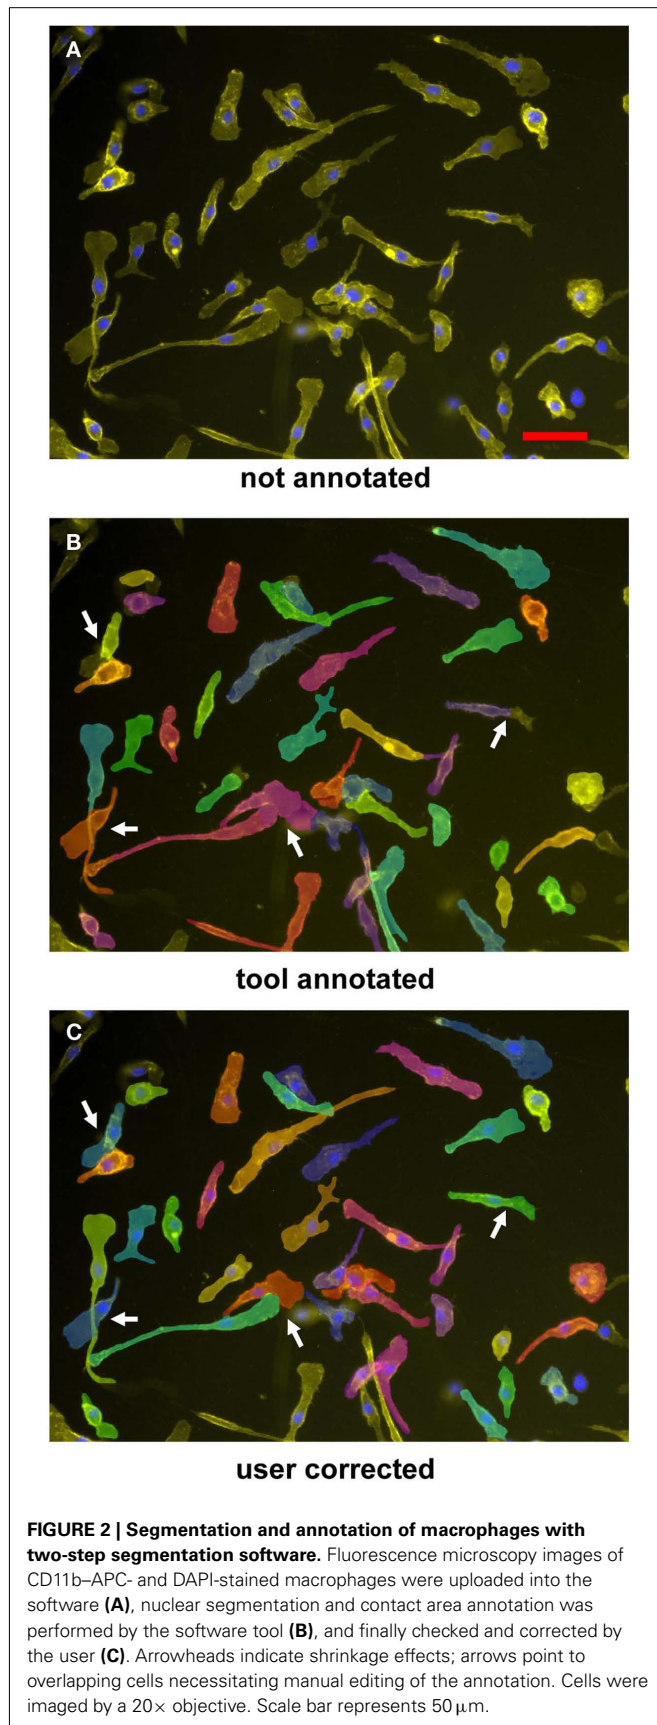 A
not annotated
B
tool annotated
C
user corrected
FIGURE 2 | Segmentation and annotation of macrophages with
two-step segmentation software. Fluorescence microscopy images of
CD11b–APC- and DAPI-stained macrophages were uploaded into the
software (A), nuclear segmentation and contact area annotation was
performed by the software tool (B), and finally checked and corrected by
the user (C). Arrowheads indicate shrinkage effects; arrows point to
overlapping cells necessitating manual editing of the annotation. Cells were
imaged by a 20× objective. Scale bar represents 50 μm.